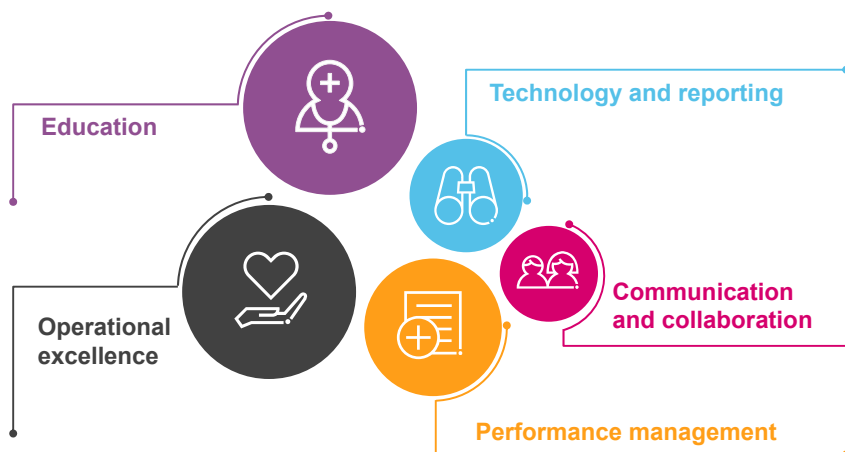 Education
Technology and reporting
Operational
excellence
Communication
and collaboration
Performance management